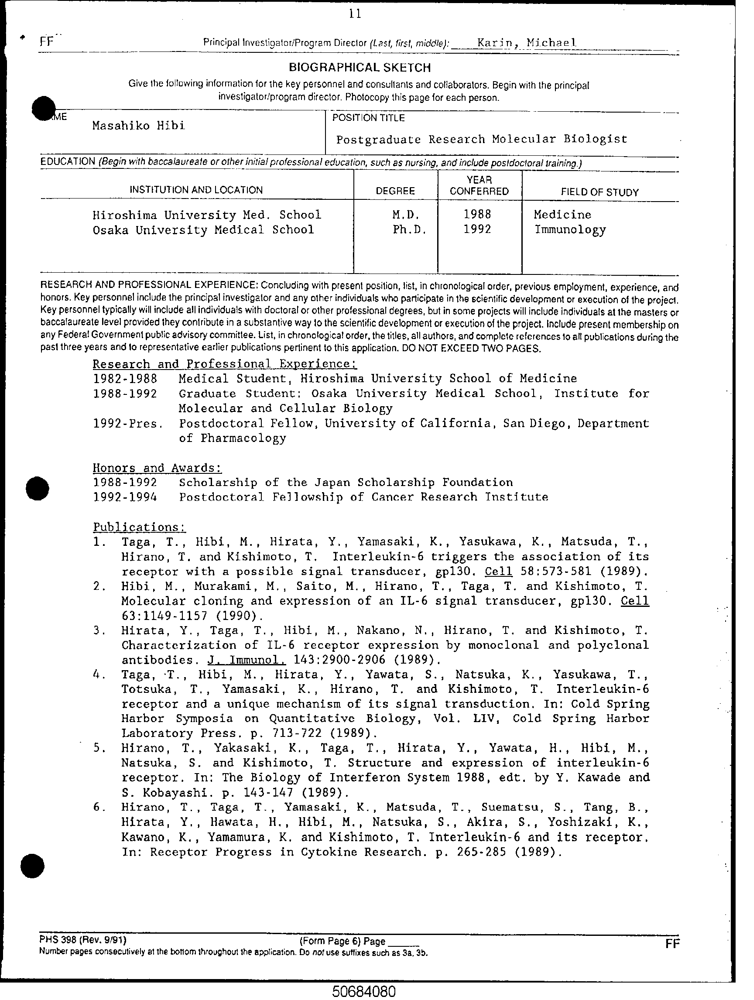 11
FF
Principal Investigator/Program Director (Last, first, middle): Karin, Michael
BIOGRAPHICAL SKETCH
Give the following information for the key personnel and consultants and collaborators. Begin with the principal
investigator/program director. Photocopy this page for each person.
ME
POSITION TITLE
Masahiko Hibi
Postgraduate Research Molecular Biologist
EDUCATION (Begin with baccalaureate or other initial professional education, such as nursing, and include postdoctoral training.)
INSTITUTION AND LOCATION DEGREE YEAR CONFERRED FIELD OF STUDY
Hiroshima University Med. School M.D. 1988 Medicine
Osaka University Medical School Ph.D. 1992 Immunology
RESEARCH AND PROFESSIONAL EXPERIENCE: Concluding with present position, list, in chronological order, previous employment, experience, and
honors. Key personnel include the principal investigator and any other individuals who participate in the scientific development or execution of the project.
Key personnel typically will include all individuals with doctoral or other professional degrees, but in some projects will include individuals at the masters or
baccalaureate level provided they contribute in a substantive way to the scientific development or execution of the project. Include present membership on
any Federal Government public advisory committee. List, in chronological order, the titles, all authors, and complete references to all publications during the
past three years and to representative earlier publications pertinent to this application. DO NOT EXCEED TWO PAGES.
Research and Professional Experience:
1982-1988 Medical Student, Hiroshima University School of Medicine
1988-1992 Graduate Student: Osaka University Medical School, Institute for
Molecular and Cellular Biology
1992-Pres. Postdoctoral Fellow, University of California, San Diego, Department
of Pharmacology
Honors and Awards:
1988-1992 Scholarship of the Japan Scholarship Foundation
1992-1994 Postdoctoral Fellowship of Cancer Research Institute
Publications:
1. Taga, T., Hibi, M., Hirata, Y., Yamasaki, K., Yasukawa, K., Matsuda, T.,
Hirano, T. and Kishimoto, T. Interleukin-6 triggers the association of its
receptor with a possible signal transducer, gp130. Cell 58:573-581 (1989).
2. Hibi, M., Murakami, M., Saito, M., Hirano, T., Taga, T. and Kishimoto, T.
Molecular cloning and expression of an IL-6 signal transducer, gp130. Cell
63:1149-1157 (1990).
3. Hirata, Y., Taga, T., Hibi, M., Nakano, N., Hirano, T. and Kishimoto, T.
Characterization of IL-6 receptor expression by monoclonal and polyclonal
antibodies. J. Immunol. 143:2900-2906 (1989).
4. Taga, T., Hibi, M., Hirata, Y., Yawata, S., Natsuka, K., Yasukawa, T.,
Totsuka, T., Yamasaki, K., Hirano, T. and Kishimoto, T. Interleukin-6
receptor and a unique mechanism of its signal transduction. In: Cold Spring
Harbor Symposia on Quantitative Biology, Vol. LIV, Cold Spring Harbor
Laboratory Press. p. 713-722 (1989).
5. Hirano, T., Yakasaki, K., Taga, T., Hirata, Y., Yawata, H., Hibi, M.,
Natsuka, S. and Kishimoto, T. Structure and expression of interleukin-6
receptor. In: The Biology of Interferon System 1988, edt. by Y. Kawade and
S. Kobayashi. p. 143-147 (1989).
6. Hirano, T., Taga, T., Yamasaki, K., Matsuda, T., Suematsu, S., Tang, B.,
Hirata, Y., Hawata, H., Hibi, M., Natsuka, S., Akira, S., Yoshizaki, K.,
Kawano, K., Yamamura, K. and Kishimoto, T. Interleukin-6 and its receptor.
In: Receptor Progress in Cytokine Research. p. 265-285 (1989).
PHS 398 (Rev. 9/91) (Form Page 6) Page ____ FF
Number pages consecutively at the bottom throughout the application. Do not use suffixes such as 3a, 3b.
50684080